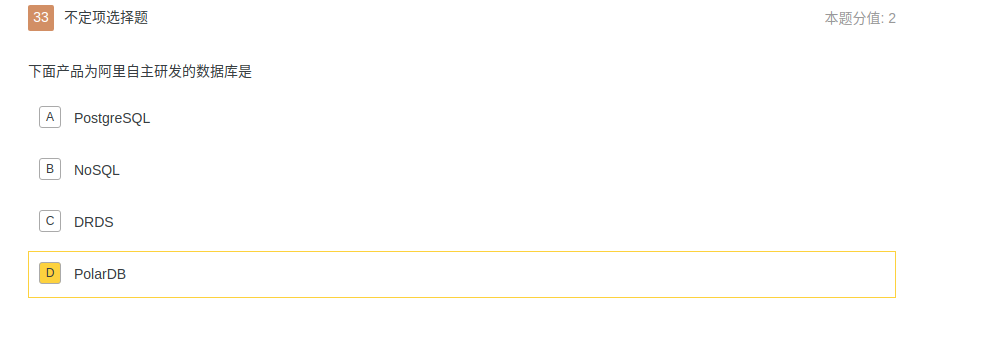 33 不定项选择题 本题分值: 2
下面产品为阿里自主研发的数据库是
A PostgreSQL
B NoSQL
C DRDS
D PolarDB